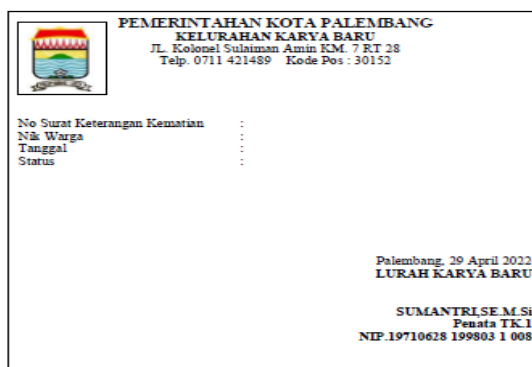 PEMERINTAHAN KOTA PALEMBANG
KELURAHAN KARYA BARU
JL. Kolonel Sulaiman Amin KM. 7 RT 28
Telp. 0711 421489 Kode Pos : 30152
No Surat Keterangan Kematian :
Nik Warga :
Tanggal :
Status :
Palembang, 29 April 2022
LURAH KARYA BARU
SUMANTRI,SE.M.Si
Penata TK.1
NIP.19710628 199803 1 008